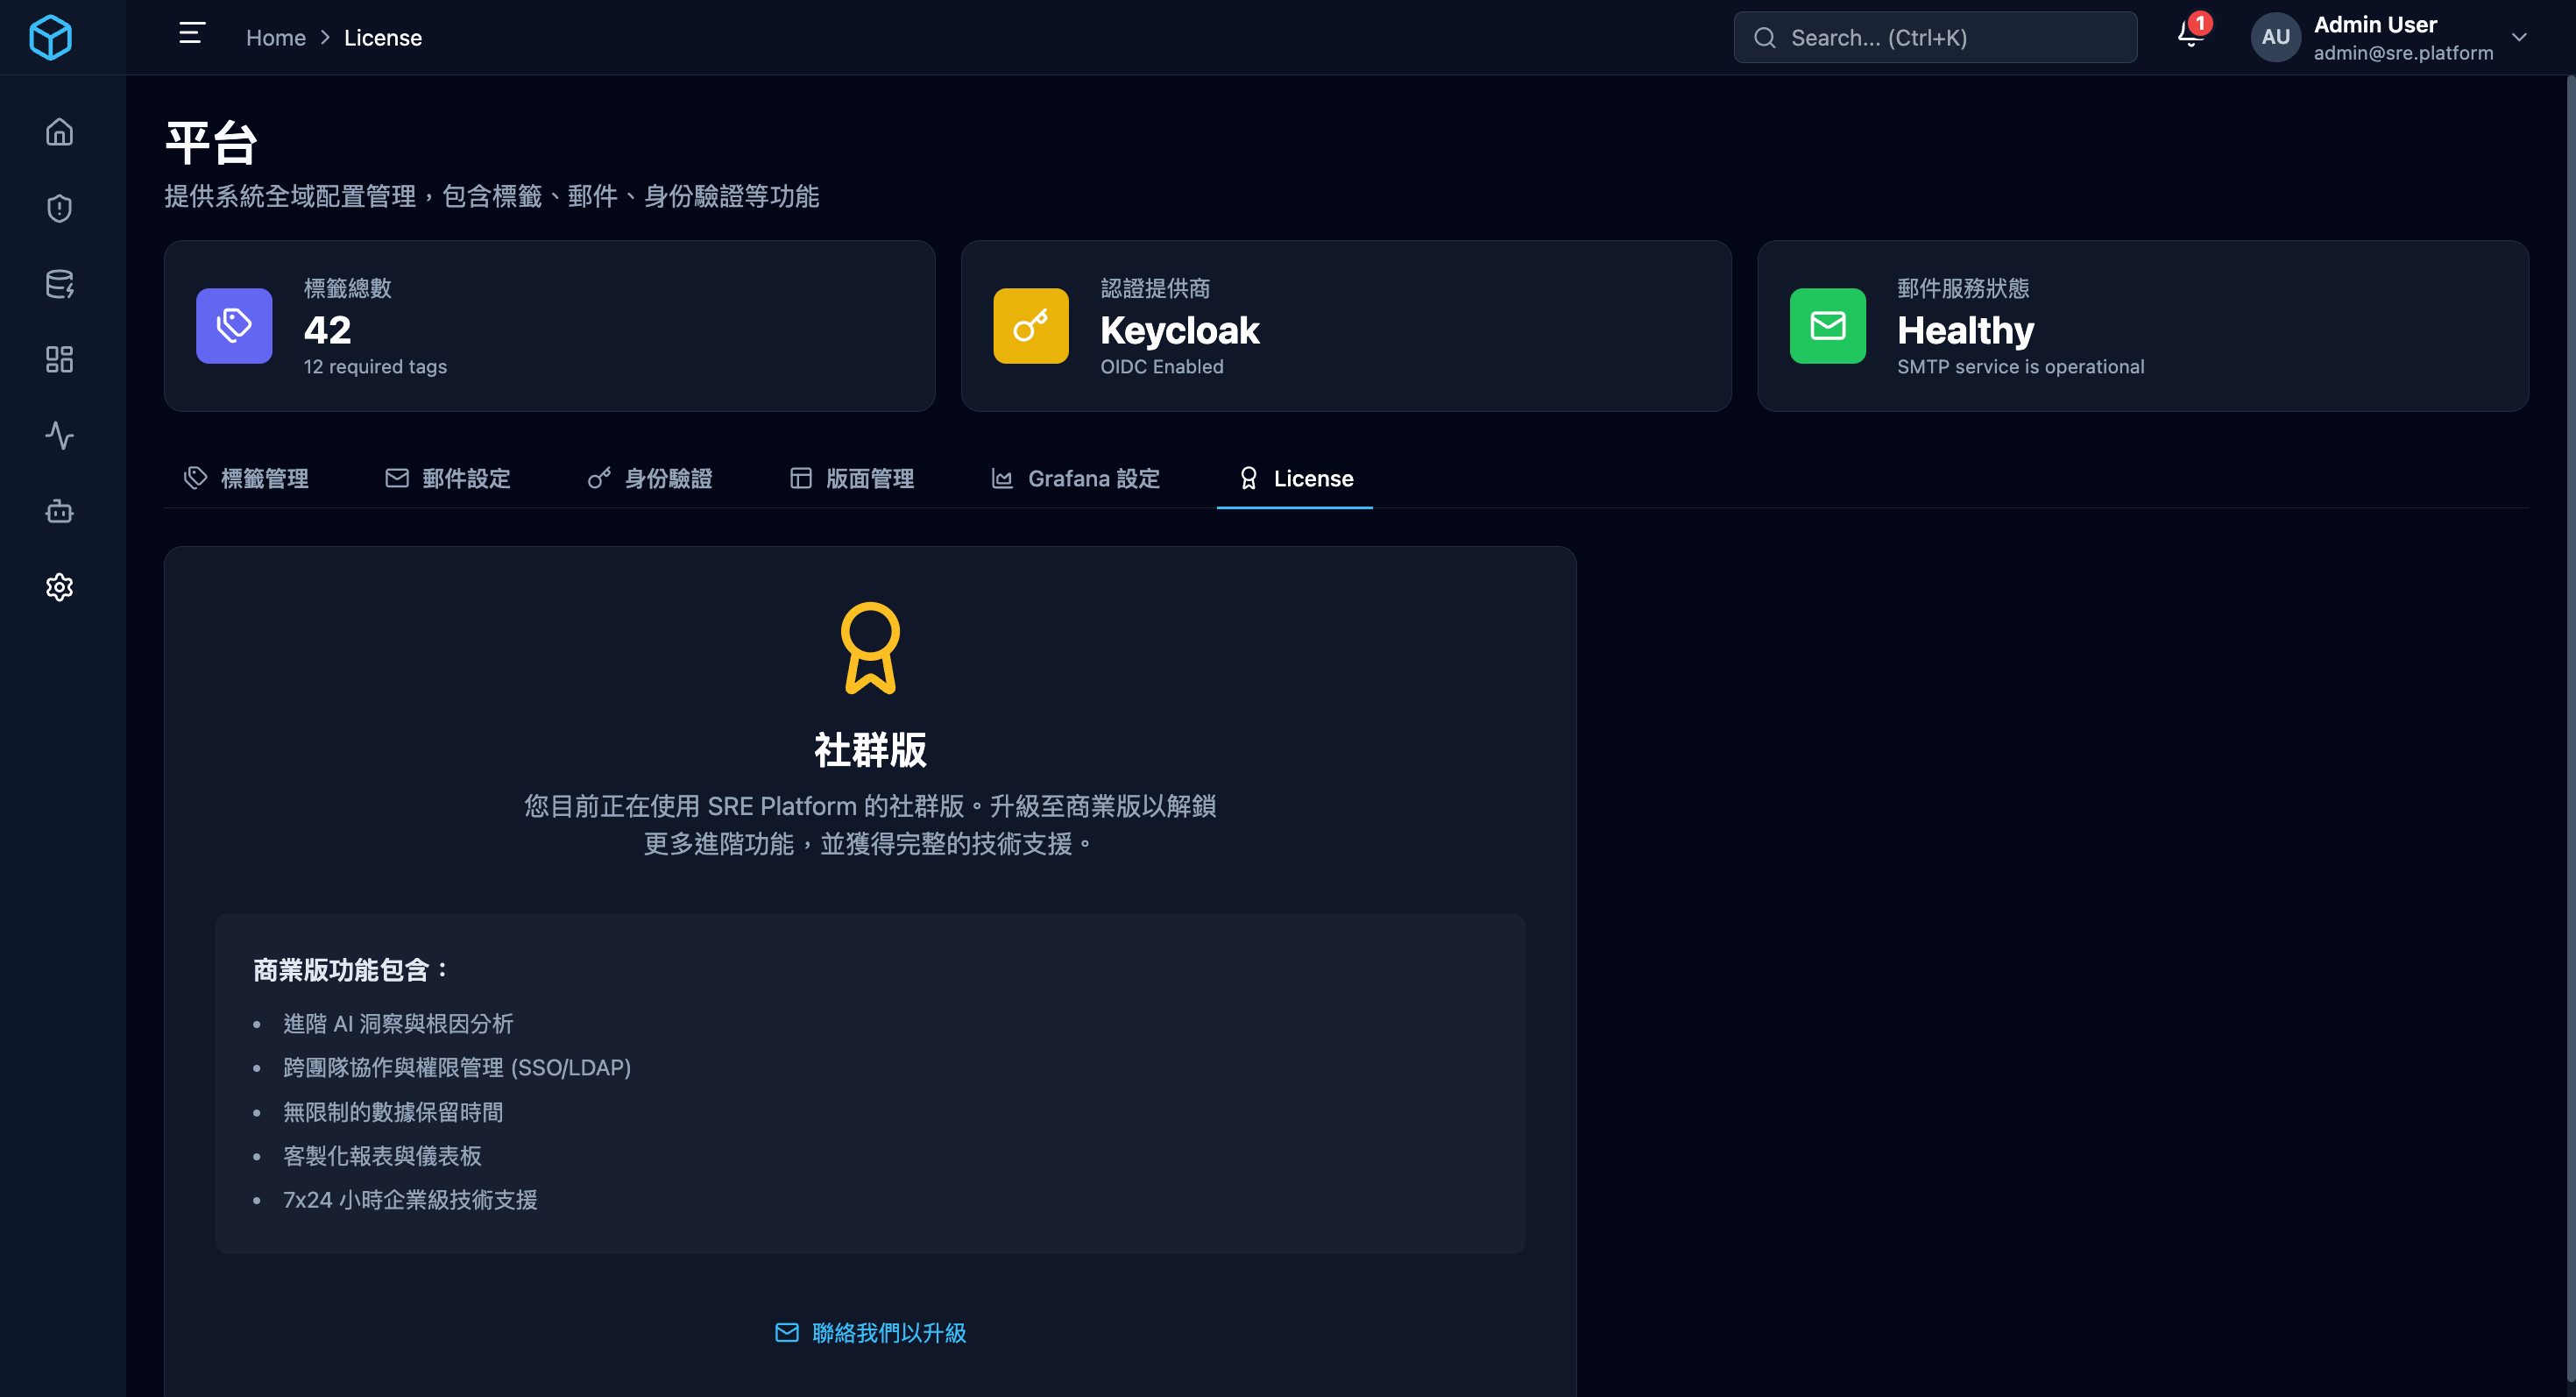 Home > License
Search... (Ctrl+K)
1
AU
Admin User
admin@sre.platform
平台
提供系統全域配置管理，包含標籤、郵件、身份驗證等功能
標籤總數
42
12 required tags
認證提供商
Keycloak
OIDC Enabled
郵件服務狀態
Healthy
SMTP service is operational
標籤管理
郵件設定
身份驗證
版面管理
Grafana 設定
License
社群版
您目前正在使用 SRE Platform 的社群版。升級至商業版以解鎖
更多進階功能，並獲得完整的技術支援。
商業版功能包含：
• 進階 AI 洞察與根因分析
• 跨團隊協作與權限管理 (SSO/LDAP)
• 無限制的數據保留時間
• 客製化報表與儀表板
• 7x24 小時企業級技術支援
聯絡我們以升級